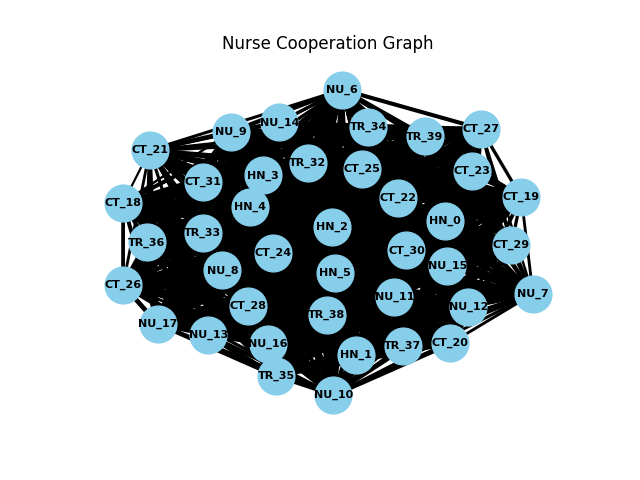 Nurse Cooperation Graph
NU_6
NU_14
TR_34
CT_27
NU_9
TR_39
CT_21
TR_32
CT_25
CT_23
HN_3
CT_31
CT_22
CT_19
CT_18
HN_4
HN_0
HN_2
TR_33
TR_36
CT_29
CT_30
CT_24
NU_15
NU_8
HN_5
CT_26
NU_7
NU_11
CT_28
NU_12
TR_38
NU_17
NU_13
CT_20
NU_16
TR_37
HN_1
TR_35
NU_10